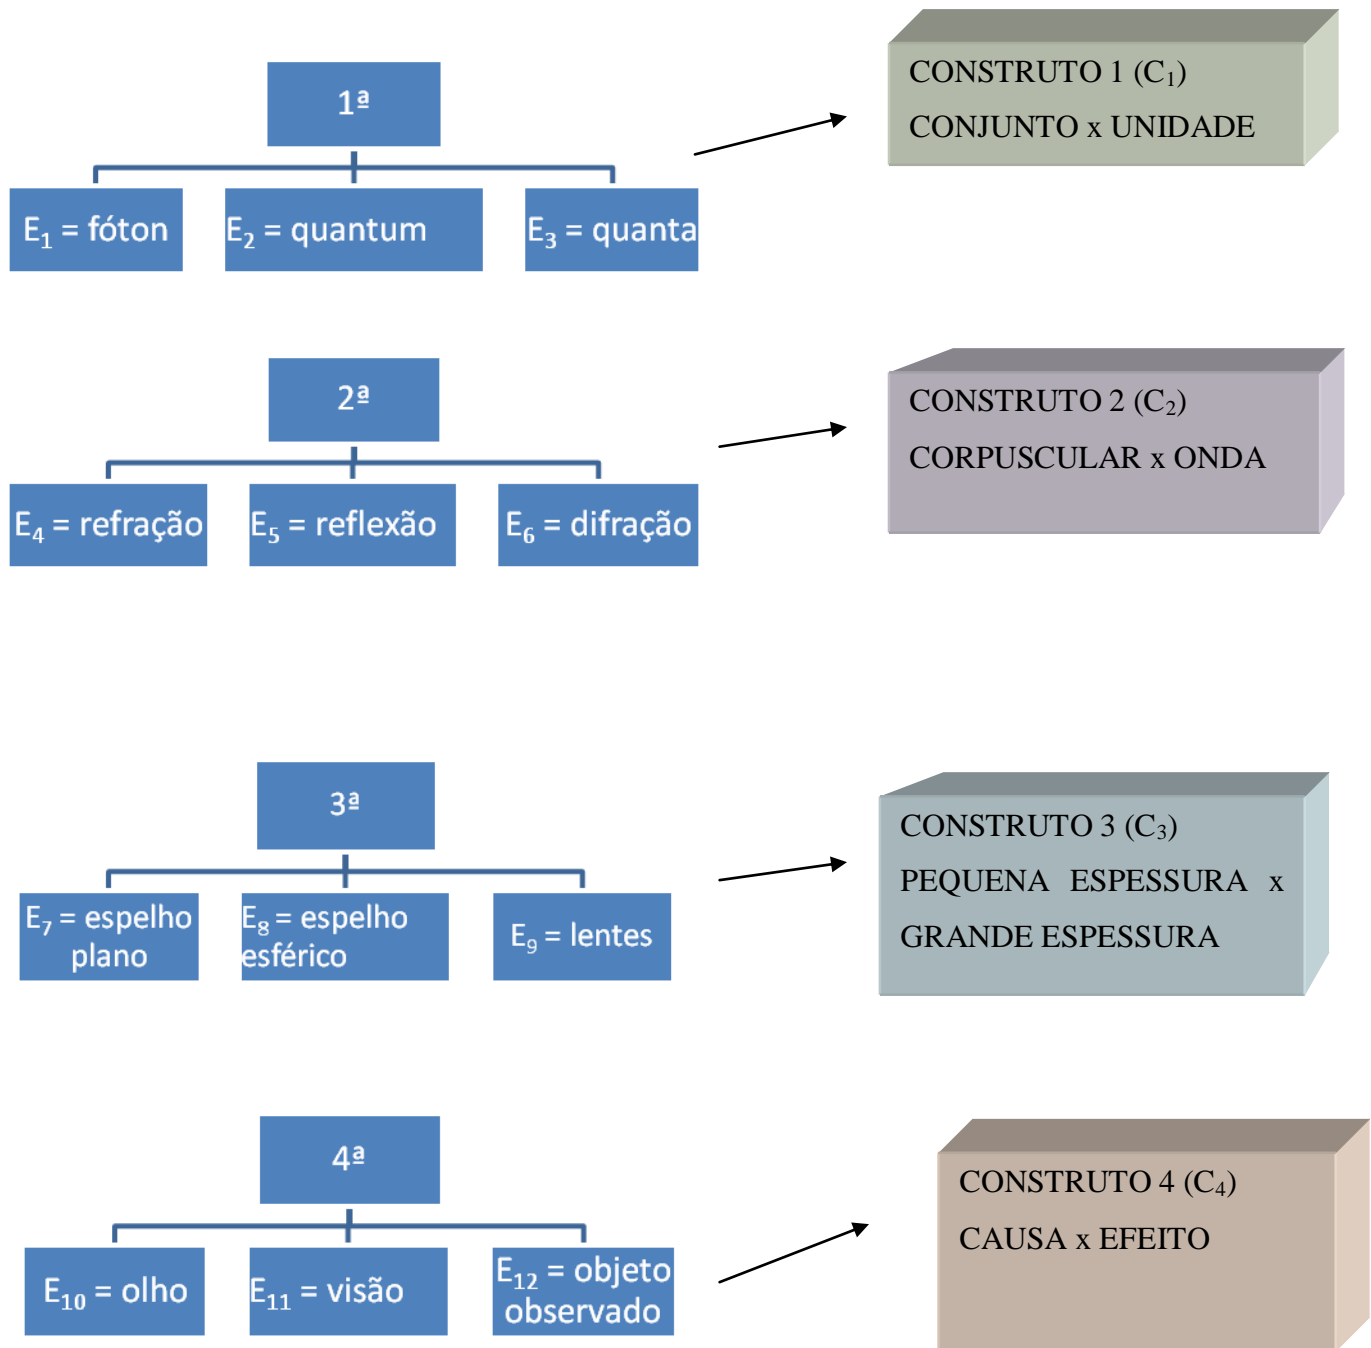 1ª
E₁ = fóton
E₂ = quantum
E₃ = quanta
CONSTRUTO 1 (C₁)
CONJUNTO x UNIDADE
2ª
E₄ = refração
E₅ = reflexão
E₆ = difração
CONSTRUTO 2 (C₂)
CORPUSCULAR x ONDA
3ª
E₇ = espelho
plano
E₈ = espelho
esférico
E₉ = lentes
CONSTRUTO 3 (C₃)
PEQUENA ESPESSURA x
GRANDE ESPESSURA
4ª
E₁₀ = olho
E₁₁ = visão
E₁₂ = objeto
observado
CONSTRUTO 4 (C₄)
CAUSA x EFEITO